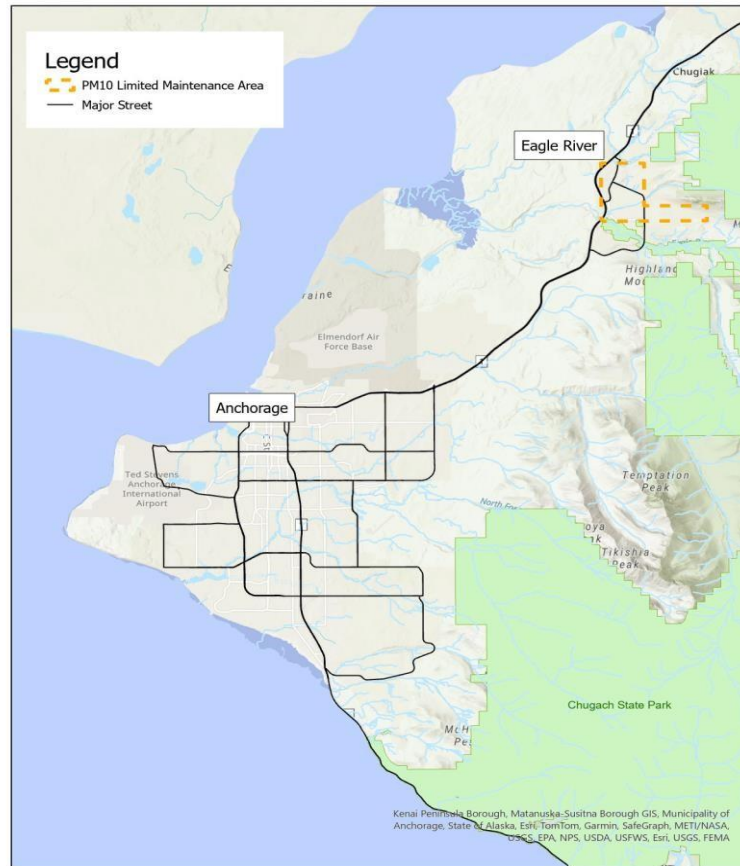 Legend
PM10 Limited Maintenance Area
Major Street
Chugiak
Eagle River
Highland
Elmendorf Air
Force Base
Anchorage
C St
Ted Stevens
Anchorage
International
Airport
Temptation
Peak
North
Tikishla
Peak
Chugach State Park
Kenai Peninsula Borough, Matanuska-Susitna Borough GIS, Municipality of
Anchorage, State of Alaska, Esri, TomTom, Garmin, SafeGraph, METI/NASA,
USGS, EPA, NPS, USDA, USFWS, Esri, USGS, FEMA